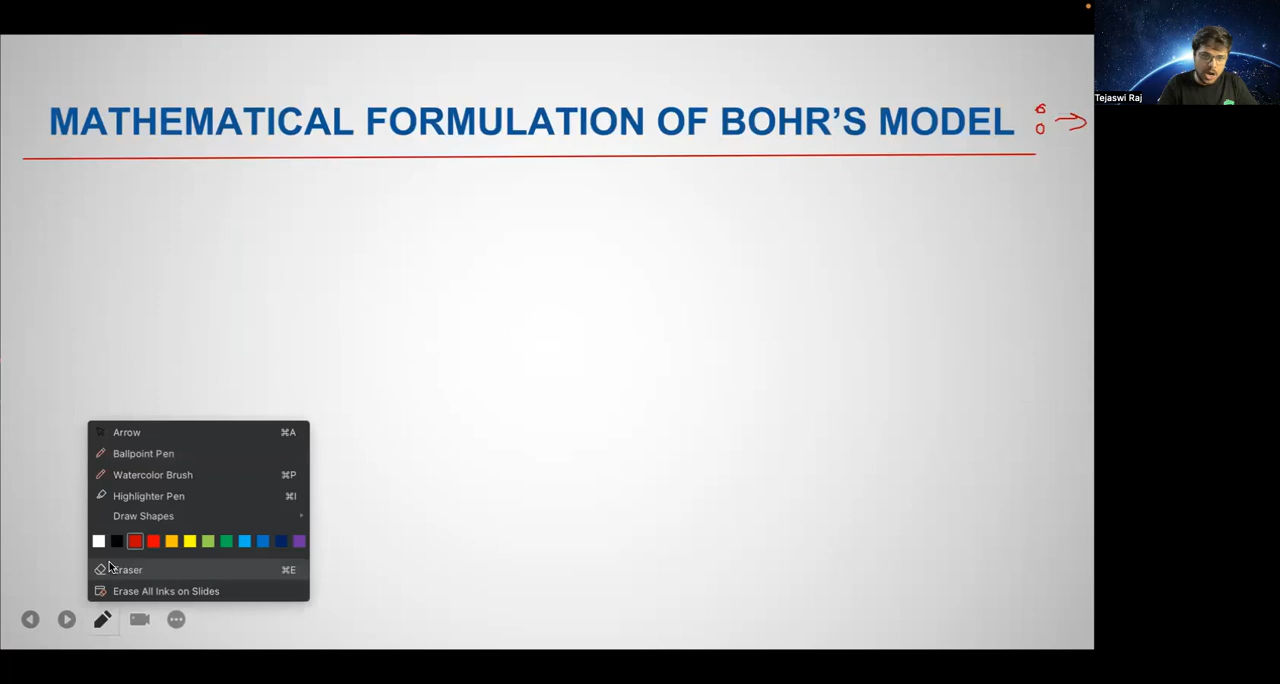 Tejaswi Raj
MATHEMATICAL FORMULATION OF BOHR'S MODEL
Arrow ⌘A
Ballpoint Pen
Watercolor Brush ⌘P
Highlighter Pen ⌘I
Draw Shapes
Eraser ⌘E
Erase All Inks on Slides